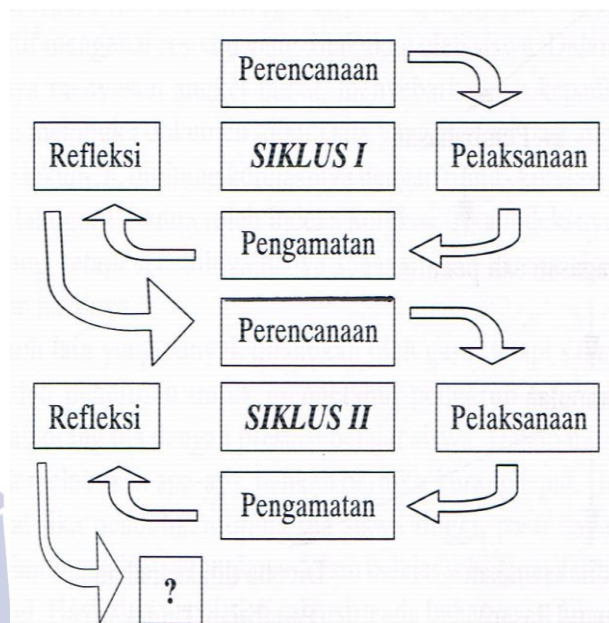 Perencanaan
Refleksi
SIKLUS I
Pelaksanaan
Pengamatan
Perencanaan
Refleksi
SIKLUS II
Pelaksanaan
Pengamatan
?